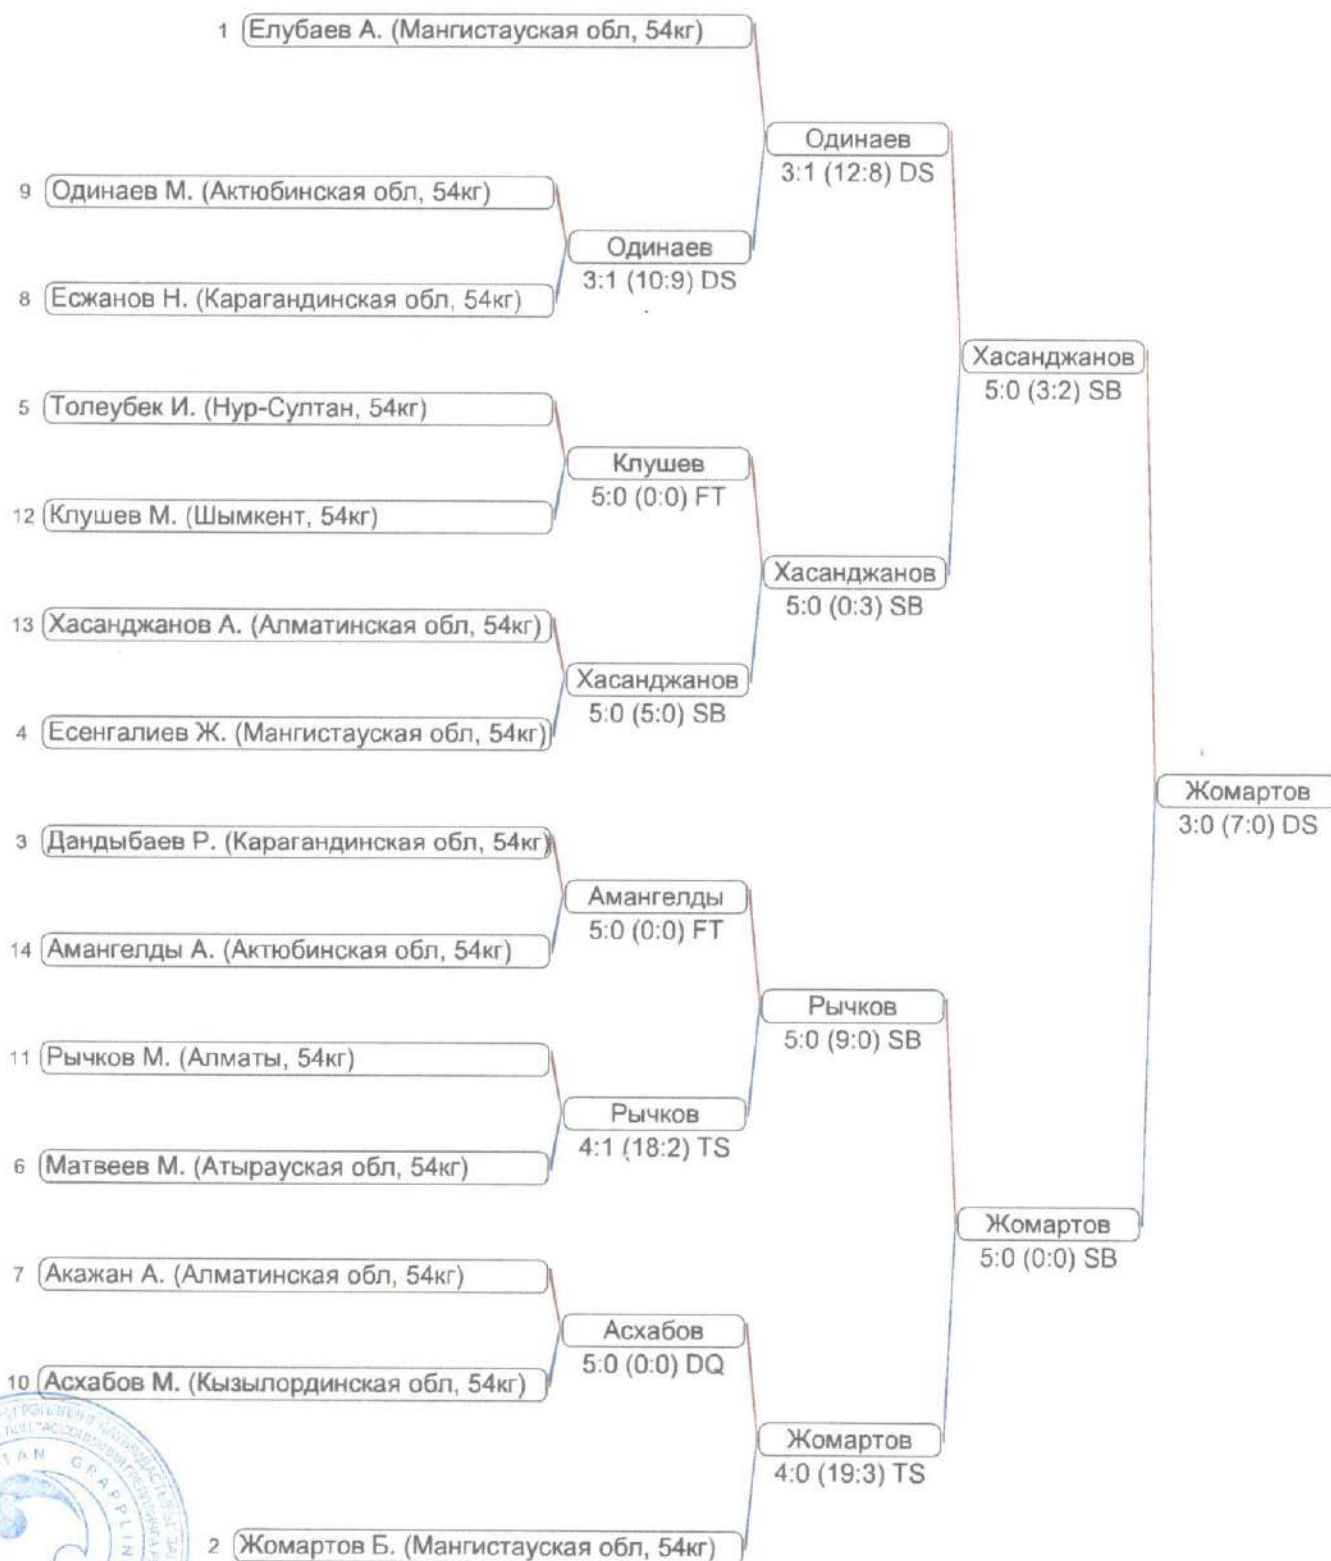 1 Елубаев А. (Мангистауская обл, 54кг)
Одинаев
3:1 (12:8) DS
9 Одинаев М. (Актюбинская обл, 54кг)
Одинаев
3:1 (10:9) DS
8 Есжанов Н. (Карагандинская обл, 54кг)
Хасанджанов
5:0 (3:2) SB
5 Толеубек И. (Нур-Султан, 54кг)
Клушев
5:0 (0:0) FT
12 Клушев М. (Шымкент, 54кг)
Хасанджанов
5:0 (0:3) SB
13 Хасанджанов А. (Алматинская обл, 54кг)
Хасанджанов
5:0 (5:0) SB
4 Есенгалиев Ж. (Мангистауская обл, 54кг)
Жомартов
3:0 (7:0) DS
3 Дандыбаев Р. (Карагандинская обл, 54кг)
Амангелды
5:0 (0:0) FT
14 Амангелды А. (Актюбинская обл, 54кг)
Рычков
5:0 (9:0) SB
11 Рычков М. (Алматы, 54кг)
Рычков
4:1 (18:2) TS
6 Матвеев М. (Атырауская обл, 54кг)
Жомартов
5:0 (0:0) SB
7 Акажан А. (Алматинская обл, 54кг)
Асхабов
5:0 (0:0) DQ
10 Асхабов М. (Кызылординская обл, 54кг)
Жомартов
4:0 (19:3) TS
2 Жомартов Б. (Мангистауская обл, 54кг)